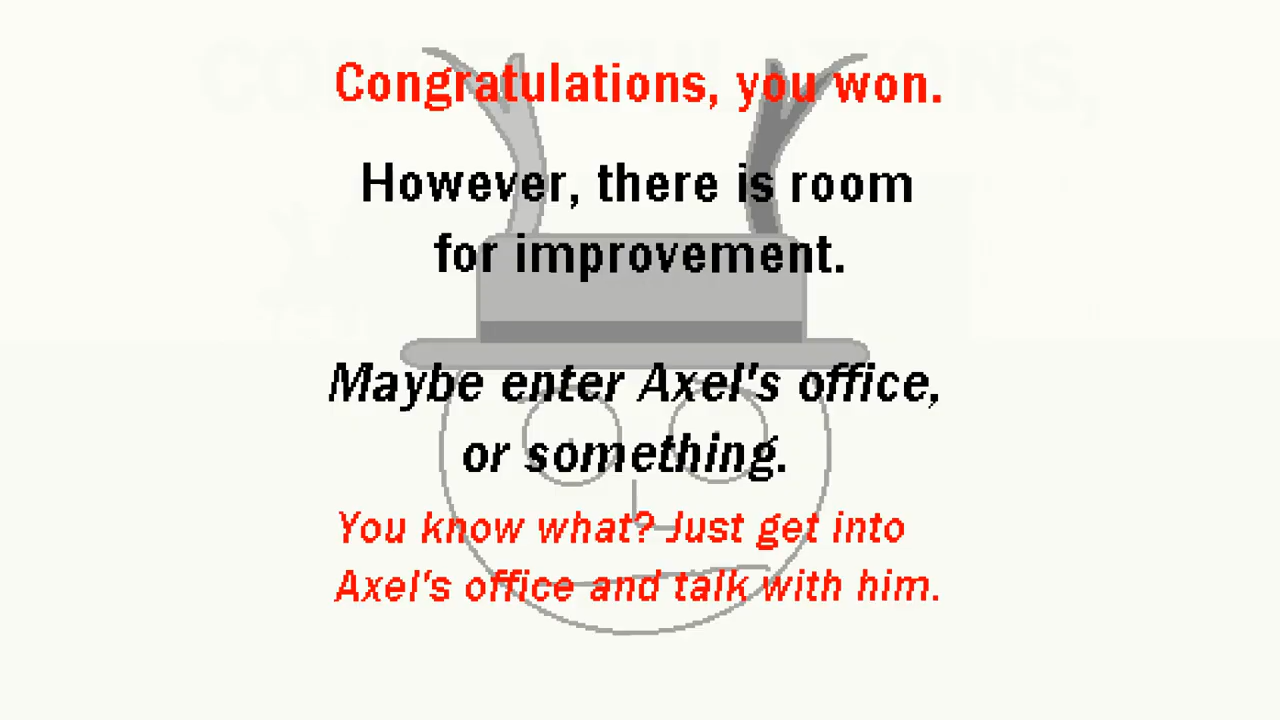 Congratulations, you won.
However, there is room
for improvement.
Maybe enter Axel's office,
or something.
You know what? Just get into
Axel's office and talk with him.